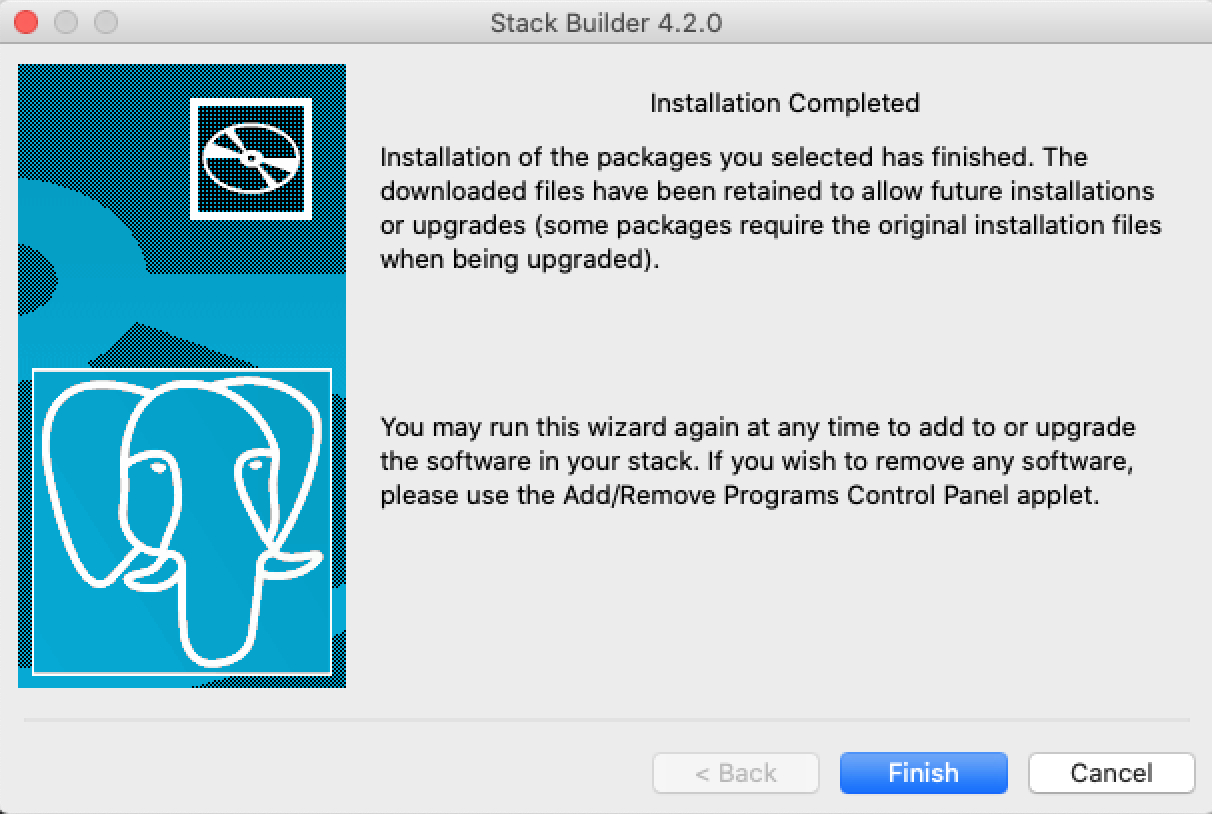 Stack Builder 4.2.0
Installation Completed
Installation of the packages you selected has finished. The
downloaded files have been retained to allow future installations
or upgrades (some packages require the original installation files
when being upgraded).
You may run this wizard again at any time to add to or upgrade
the software in your stack. If you wish to remove any software,
please use the Add/Remove Programs Control Panel applet.
< Back
Finish
Cancel